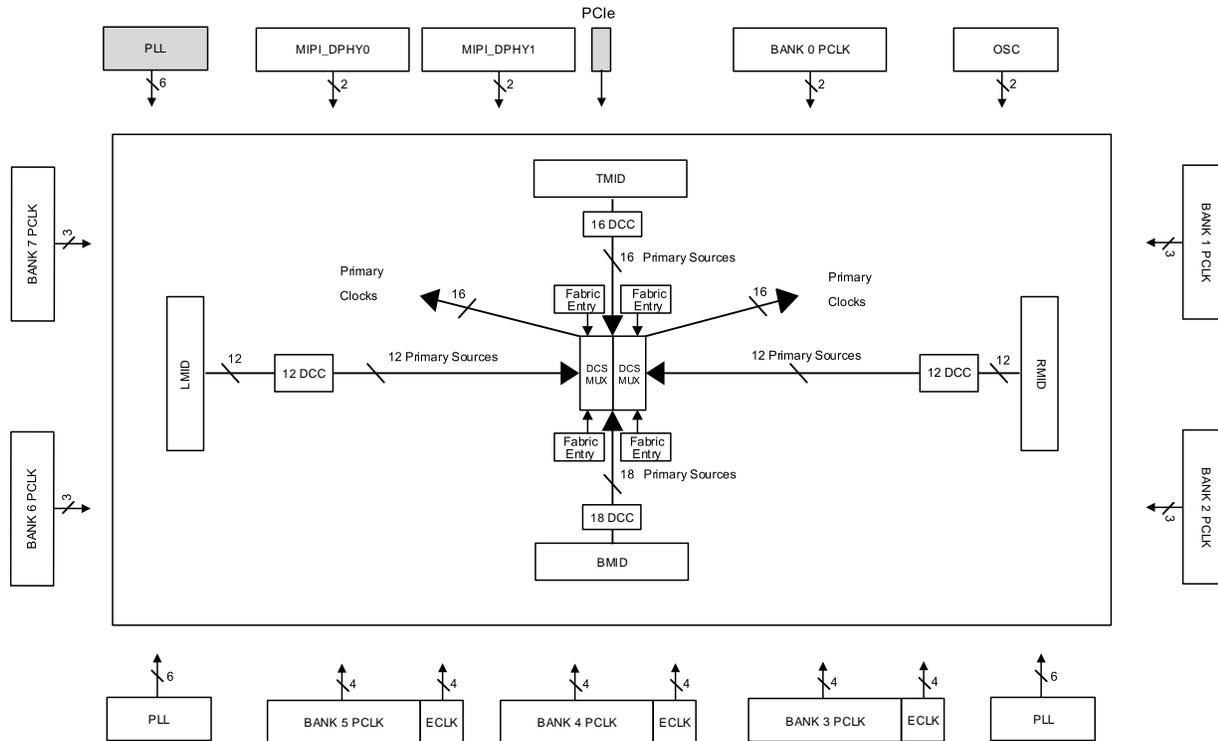 PCIe
PLL
MIPI_DPHY0
MIPI_DPHY1
BANK 0 PCLK
OSC
6
2
2
2
2
BANK 7 PCLK
3
BANK 1 PCLK
3
TMID
16 DCC
16 Primary Sources
Primary
Clocks
16
Fabric
Entry
Fabric
Entry
16
Primary
Clocks
LMID
12
12 DCC
12 Primary Sources
DCS
MUX
DCS
MUX
12 Primary Sources
12 DCC
12
RMID
Fabric
Entry
Fabric
Entry
18 Primary Sources
18 DCC
BMID
BANK 6 PCLK
3
BANK 2 PCLK
3
6
4
4
4
4
4
4
6
PLL
BANK 5 PCLK
ECLK
BANK 4 PCLK
ECLK
BANK 3 PCLK
ECLK
PLL